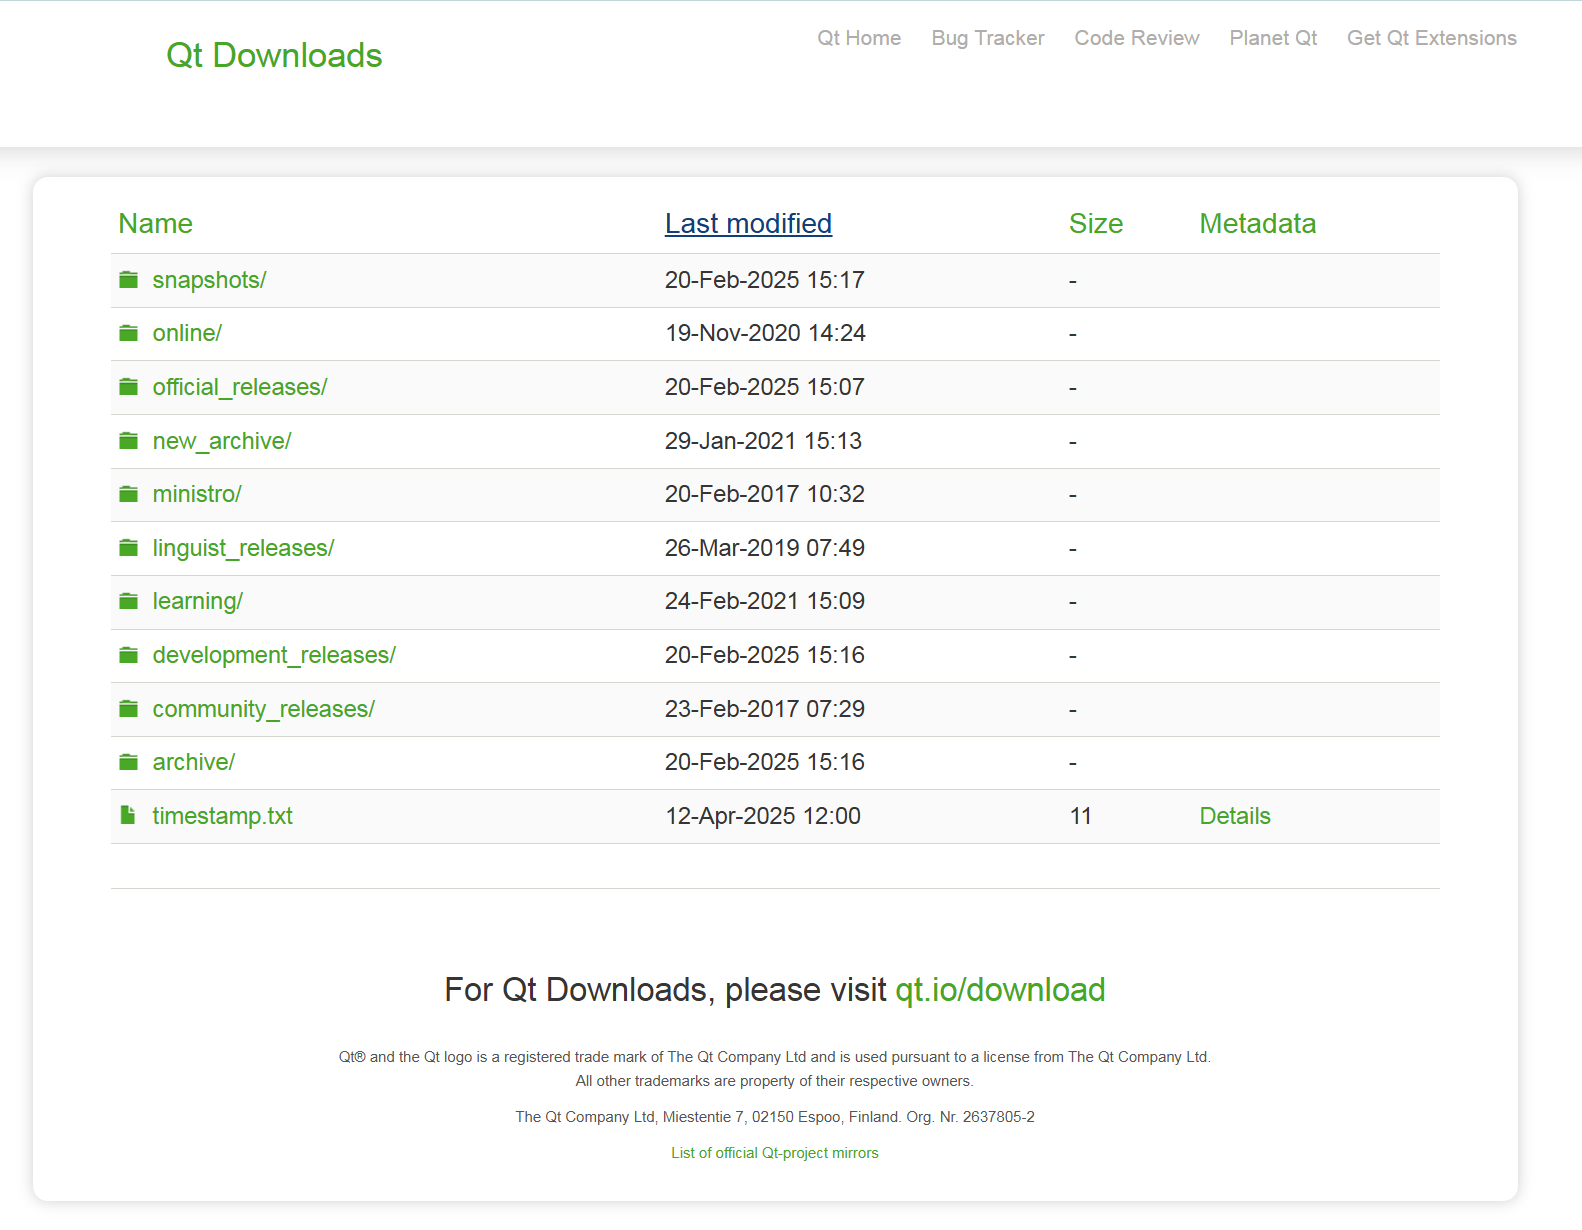 Qt Downloads
Qt Home Bug Tracker Code Review Planet Qt Get Qt Extensions
Name Last modified Size Metadata
snapshots/ 20-Feb-2025 15:17 -
online/ 19-Nov-2020 14:24 -
official_releases/ 20-Feb-2025 15:07 -
new_archive/ 29-Jan-2021 15:13 -
ministro/ 20-Feb-2017 10:32 -
linguist_releases/ 26-Mar-2019 07:49 -
learning/ 24-Feb-2021 15:09 -
development_releases/ 20-Feb-2025 15:16 -
community_releases/ 23-Feb-2017 07:29 -
archive/ 20-Feb-2025 15:16 -
timestamp.txt 12-Apr-2025 12:00 11 Details
For Qt Downloads, please visit qt.io/download
Qt® and the Qt logo is a registered trade mark of The Qt Company Ltd and is used pursuant to a license from The Qt Company Ltd.
All other trademarks are property of their respective owners.
The Qt Company Ltd, Miestentie 7, 02150 Espoo, Finland. Org. Nr. 2637805-2
List of official Qt-project mirrors